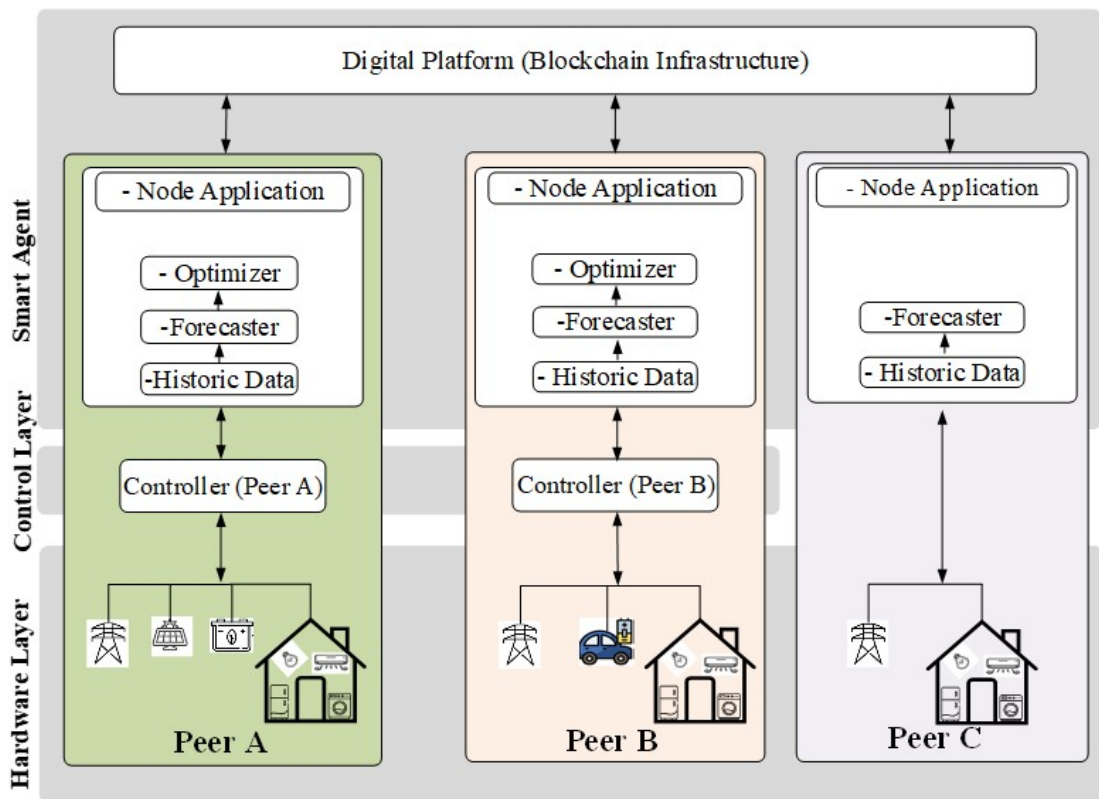 Digital Platform (Blockchain Infrastructure)
Smart Agent
Control Layer
Hardware Layer
- Node Application
- Optimizer
-Forecaster
-Historic Data
Controller (Peer A)
Peer A
- Node Application
- Optimizer
-Forecaster
- Historic Data
Controller (Peer B)
Peer B
- Node Application
-Forecaster
- Historic Data
Peer C